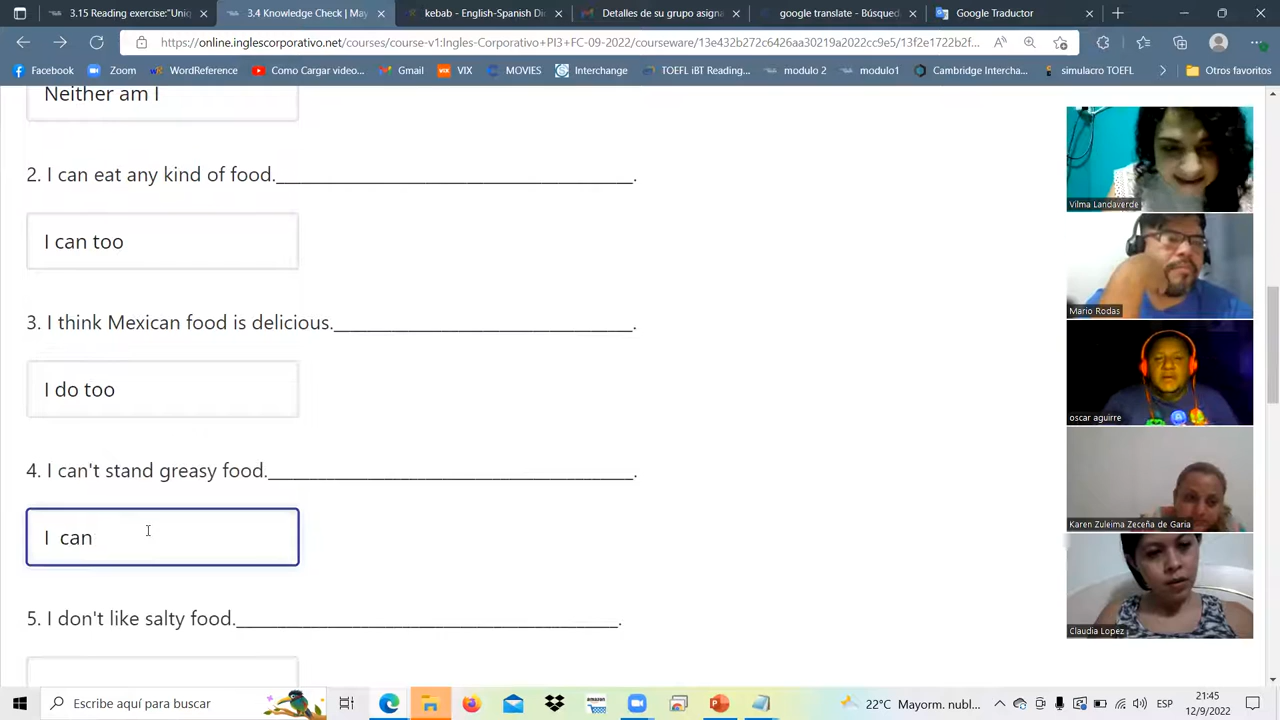 3.15 Reading exercise:"Uniq
3.4 Knowledge Check | May
kebab - English-Spanish Di
Detalles de su grupo asigna
google translate - Búsqued
Google Traductor
https://online.inglescorporativo.net/courses/course-v1:Ingles-Corporativo+PI3+FC-09-2022/courseware/13e432b272c6426aa30219a2022cc9e5/13f2e1722b2f...
Facebook
Zoom
WordReference
Como Cargar video...
Gmail
VIX
MOVIES
Interchange
TOEFL iBT Reading...
modulo 2
modulo1
Cambridge Intercha...
simulacro TOEFL
Otros favoritos
Neither am I
2. I can eat any kind of food.
I can too
3. I think Mexican food is delicious.
I do too
4. I can't stand greasy food.
I can
5. I don't like salty food.
Vilma Landaverde
Mario Rodas
oscar aguirre
Karen Zuleima Zeceña de Garia
Claudia Lopez
Escribe aquí para buscar
22°C Mayorm. nubl...
ESP
21:45
12/9/2022